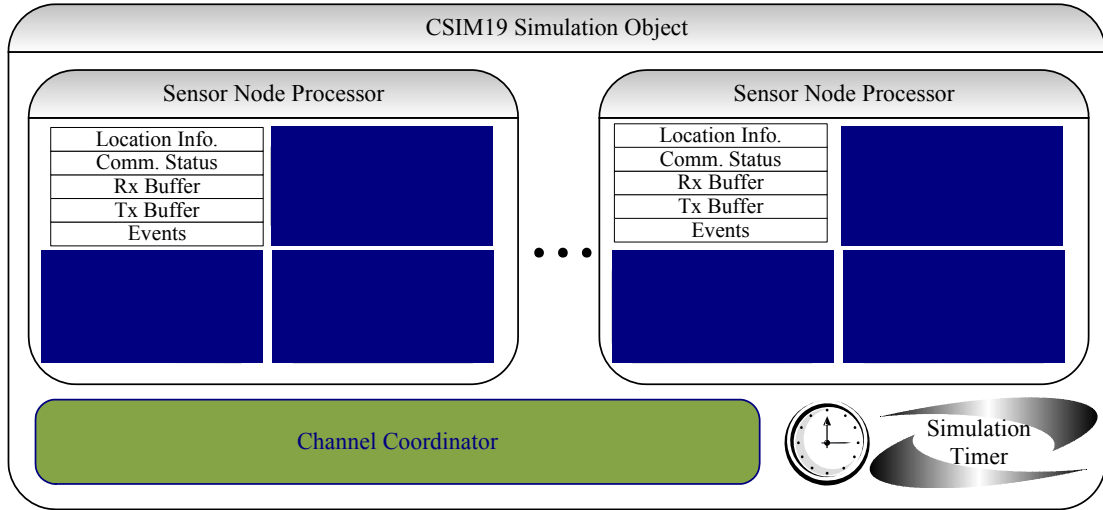 CSIM19 Simulation Object
Sensor Node Processor
Location Info.
Comm. Status
Rx Buffer
Tx Buffer
Events
Sensor Node Processor
Location Info.
Comm. Status
Rx Buffer
Tx Buffer
Events
Channel Coordinator
Simulation
Timer